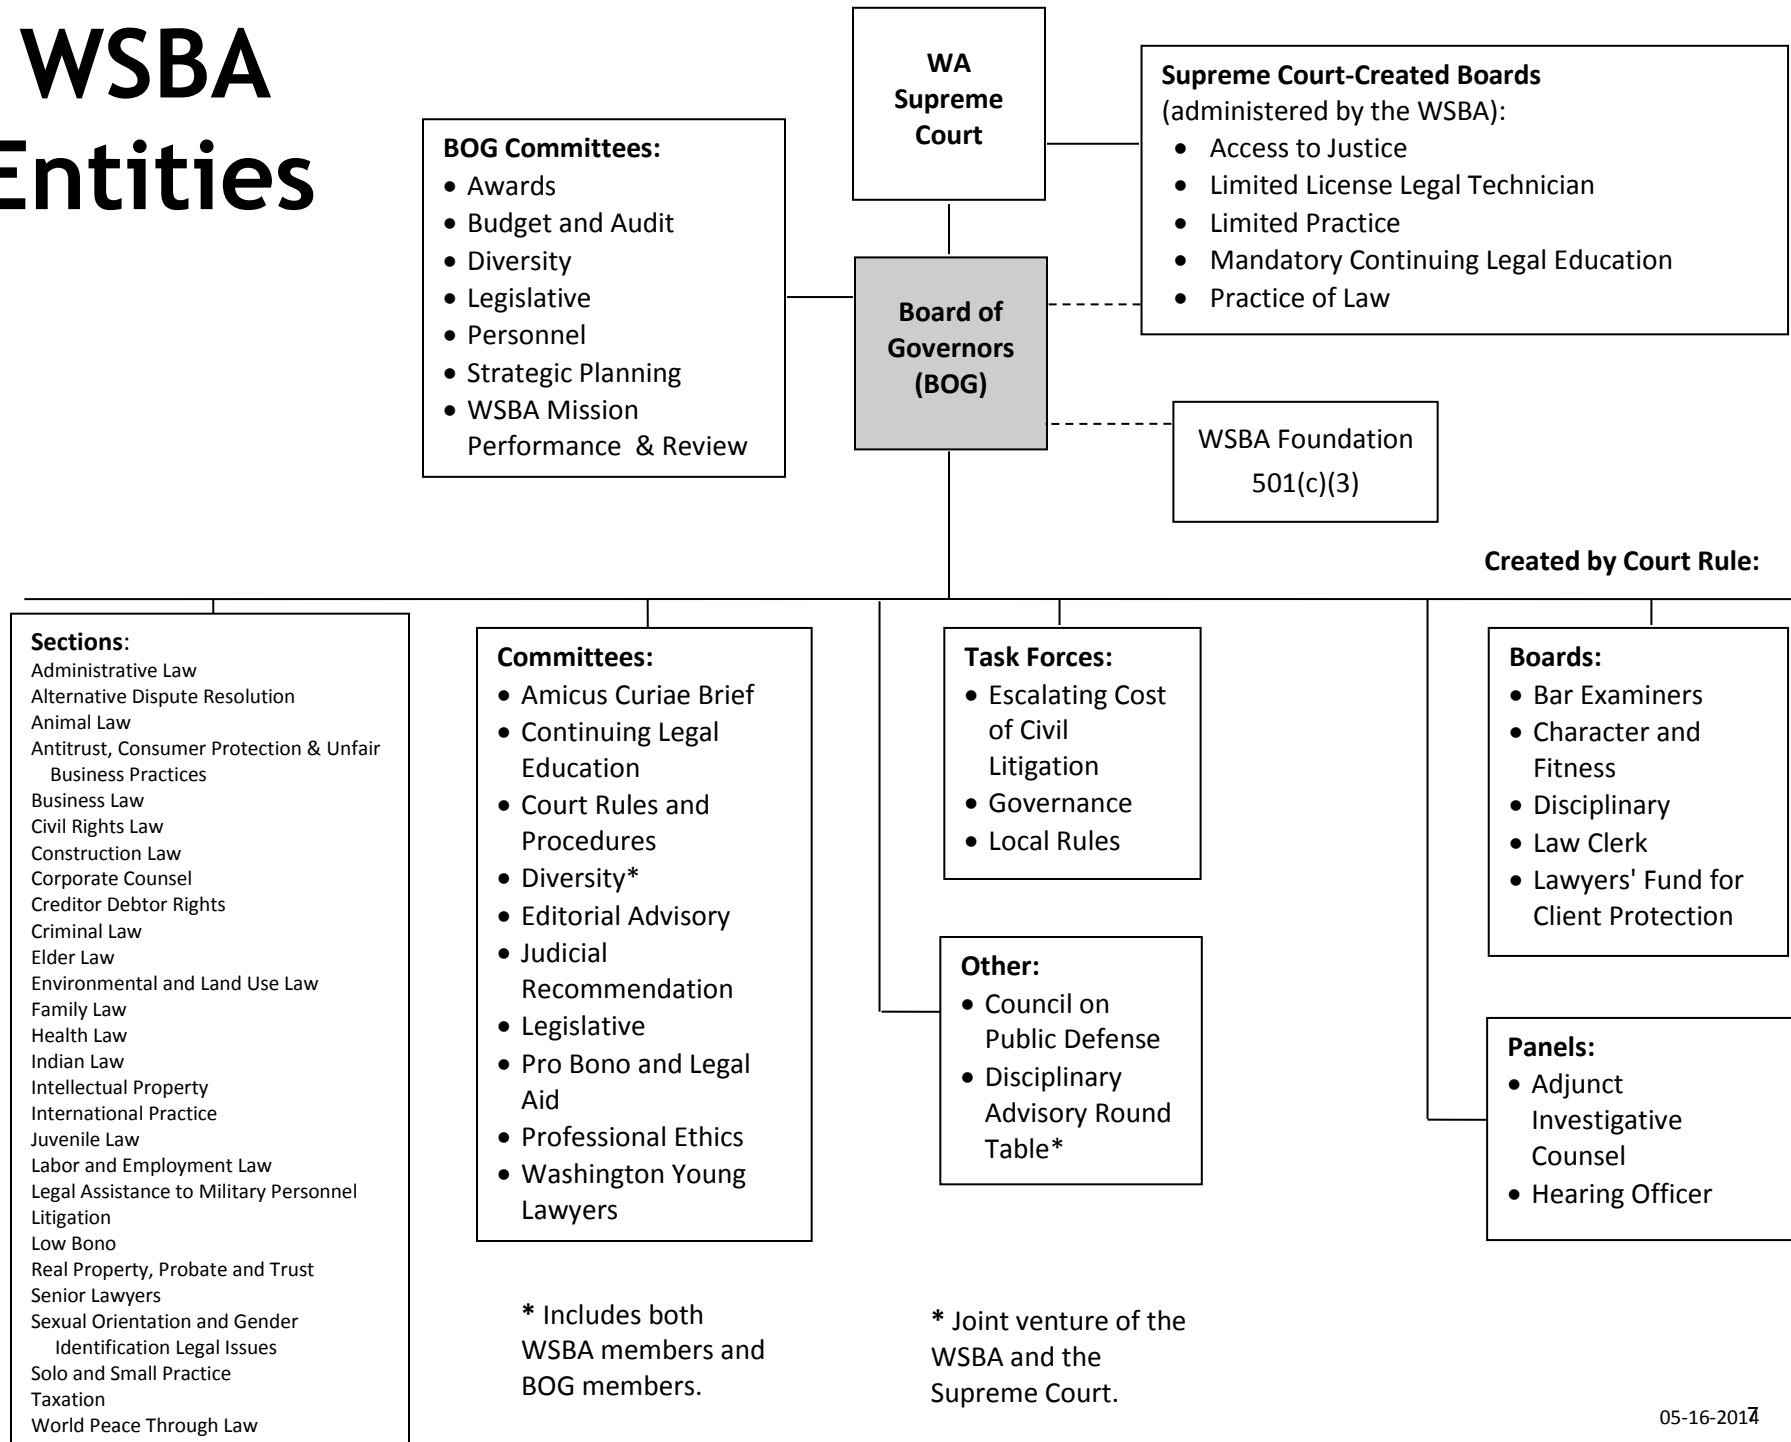 WSBA
Entities
WA
Supreme
Court
Supreme Court-Created Boards
(administered by the WSBA):
• Access to Justice
• Limited License Legal Technician
• Limited Practice
• Mandatory Continuing Legal Education
• Practice of Law
BOG Committees:
• Awards
• Budget and Audit
• Diversity
• Legislative
• Personnel
• Strategic Planning
• WSBA Mission
Performance & Review
Board of
Governors
(BOG)
WSBA Foundation
501(c)(3)
Created by Court Rule:
Sections:
Administrative Law
Alternative Dispute Resolution
Animal Law
Antitrust, Consumer Protection & Unfair
Business Practices
Business Law
Civil Rights Law
Construction Law
Corporate Counsel
Creditor Debtor Rights
Criminal Law
Elder Law
Environmental and Land Use Law
Family Law
Health Law
Indian Law
Intellectual Property
International Practice
Juvenile Law
Labor and Employment Law
Legal Assistance to Military Personnel
Litigation
Low Bono
Real Property, Probate and Trust
Senior Lawyers
Sexual Orientation and Gender
Identification Legal Issues
Solo and Small Practice
Taxation
World Peace Through Law
Committees:
• Amicus Curiae Brief
• Continuing Legal
Education
• Court Rules and
Procedures
• Diversity*
• Editorial Advisory
• Judicial
Recommendation
• Legislative
• Pro Bono and Legal
Aid
• Professional Ethics
• Washington Young
Lawyers
* Includes both
WSBA members and
BOG members.
Task Forces:
• Escalating Cost
of Civil
Litigation
• Governance
• Local Rules
Other:
• Council on
Public Defense
• Disciplinary
Advisory Round
Table*
* Joint venture of the
WSBA and the
Supreme Court.
Boards:
• Bar Examiners
• Character and
Fitness
• Disciplinary
• Law Clerk
• Lawyers' Fund for
Client Protection
Panels:
• Adjunct
Investigative
Counsel
• Hearing Officer
05-16-2014
7